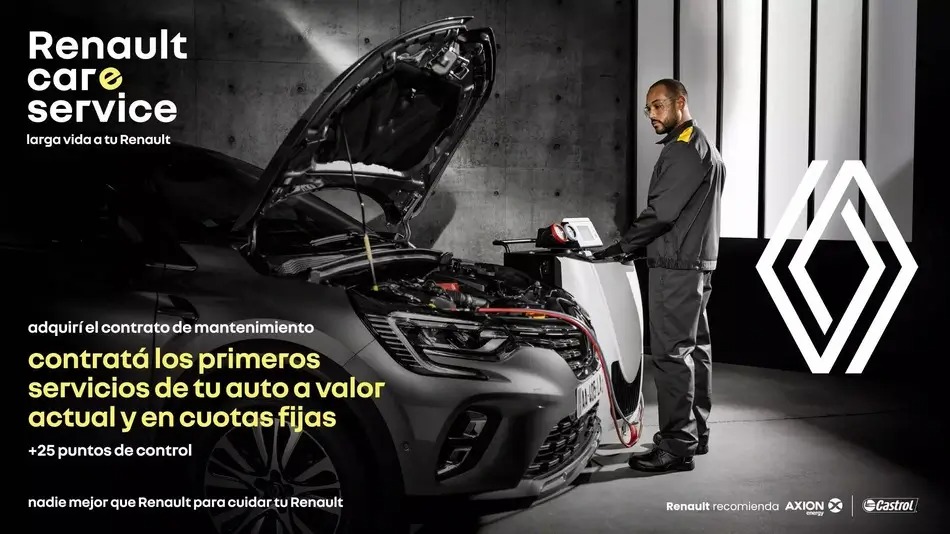 Renault
care
service
larga vida a tu Renault
adquirí el contrato de mantenimiento
contratá los primeros
servicios de tu auto a valor
actual y en cuotas fijas
+25 puntos de control
nadie mejor que Renault para cuidar tu Renault
Renault recomienda AXION energy Castrol